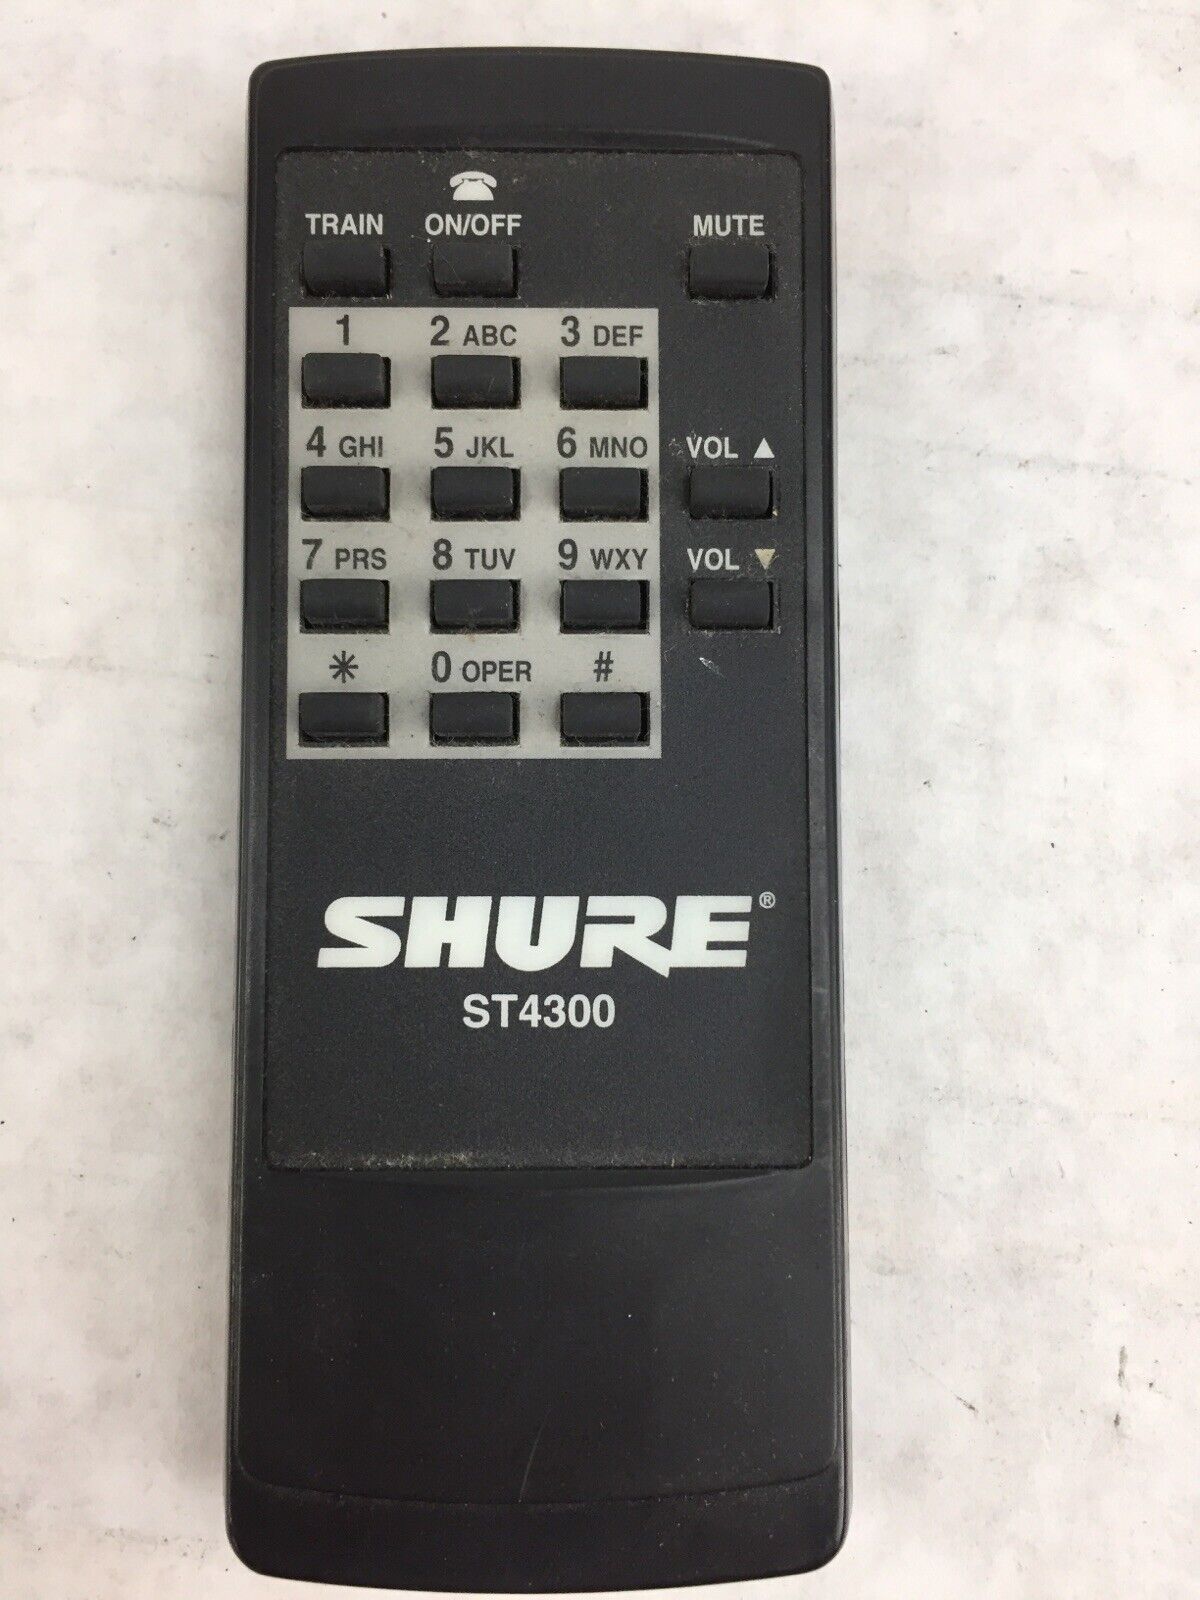 TRAIN ON/OFF MUTE
1 2 ABC 3 DEF
4 GHI 5 JKL 6 MNO VOL ▲
7 PRS 8 TUV 9 WXY VOL ▼
* 0 OPER #
SHURE®
ST4300